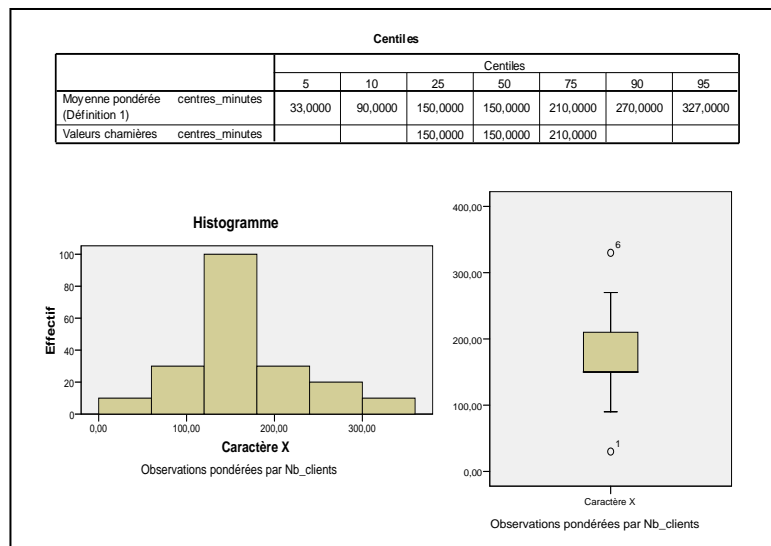 Centiles
Centiles
5 10 25 50 75 90 95
Moyenne pondérée centres_minutes
(Définition 1)
33,0000 90,0000 150,0000 150,0000 210,0000 270,0000 327,0000
Valeurs charnières centres_minutes 150,0000 150,0000 210,0000
Histogramme
Effectif
100
80
60
40
20
0
0,00 100,00 200,00 300,00
Caractère X
Observations pondérées par Nb_clients
400,00
300,00
200,00
100,00
0,00
6
1
Caractère X
Observations pondérées par Nb_clients